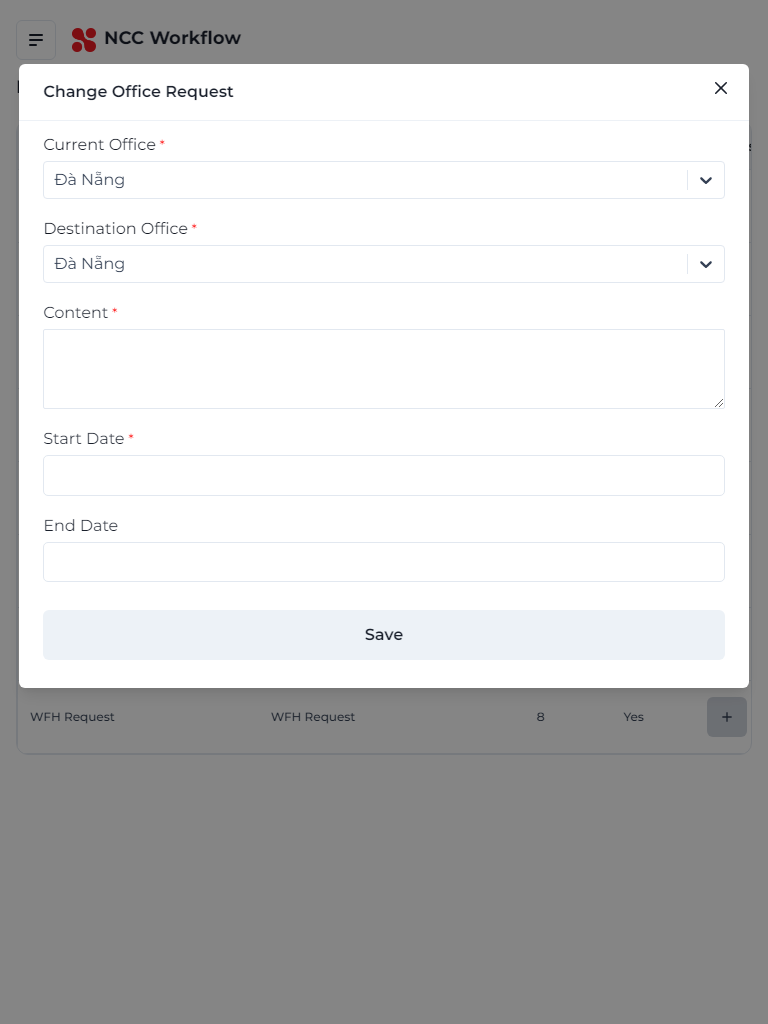 NCC Workflow
Change Office Request
Current Office *
Đà Nẵng
Destination Office *
Đà Nẵng
Content *
Start Date *
End Date
Save
WFH Request WFH Request 8 Yes +